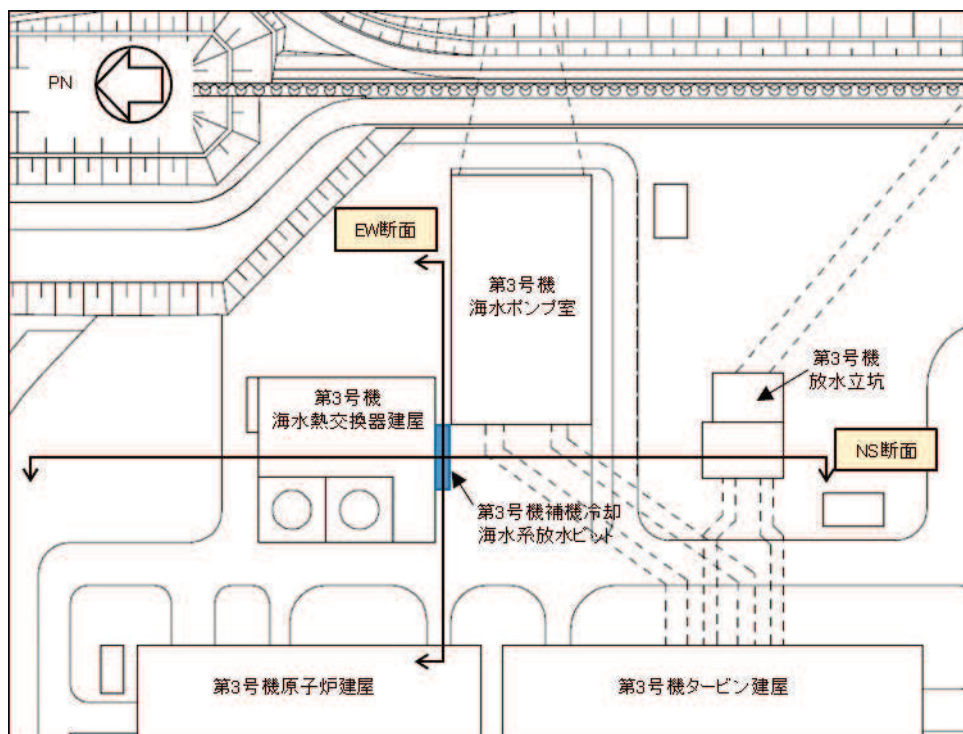 PN
EW断面
第3号機
海水ポンプ室
第3号機
放水立坑
第3号機
海水熱交換器建屋
NS断面
第3号機補機冷却
海水系放水ピット
第3号機原子炉建屋
第3号機タービン建屋